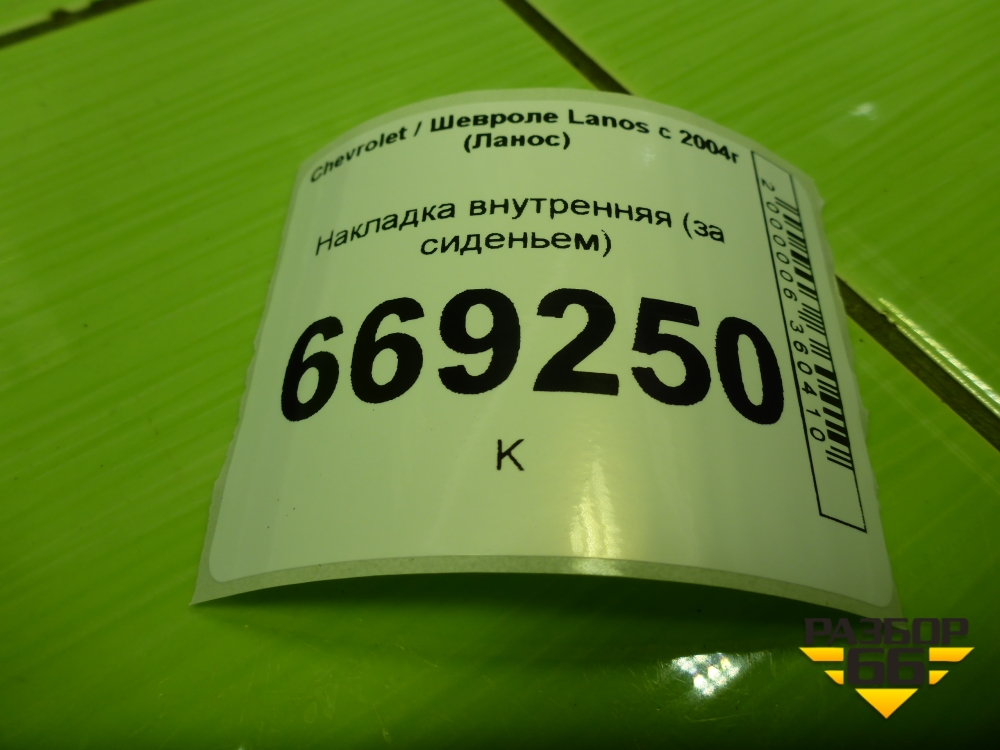 Chevrolet / Шевроле Lanos с 2004г
(Ланос)
Накладка внутренняя (за
сиденьем)
669250
К
2000006360410
РАЗБОР
66